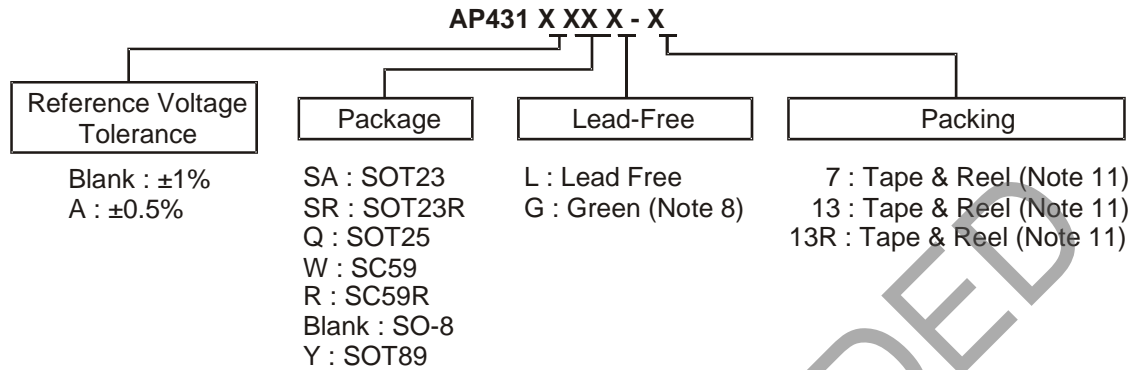 AP431 X XX X - X
Reference Voltage
Tolerance
Blank : ±1%
A : ±0.5%
Package
SA : SOT23
SR : SOT23R
Q : SOT25
W : SC59
R : SC59R
Blank : SO-8
Y : SOT89
Lead-Free
L : Lead Free
G : Green (Note 8)
Packing
7 : Tape & Reel (Note 11)
13 : Tape & Reel (Note 11)
13R : Tape & Reel (Note 11)
DED